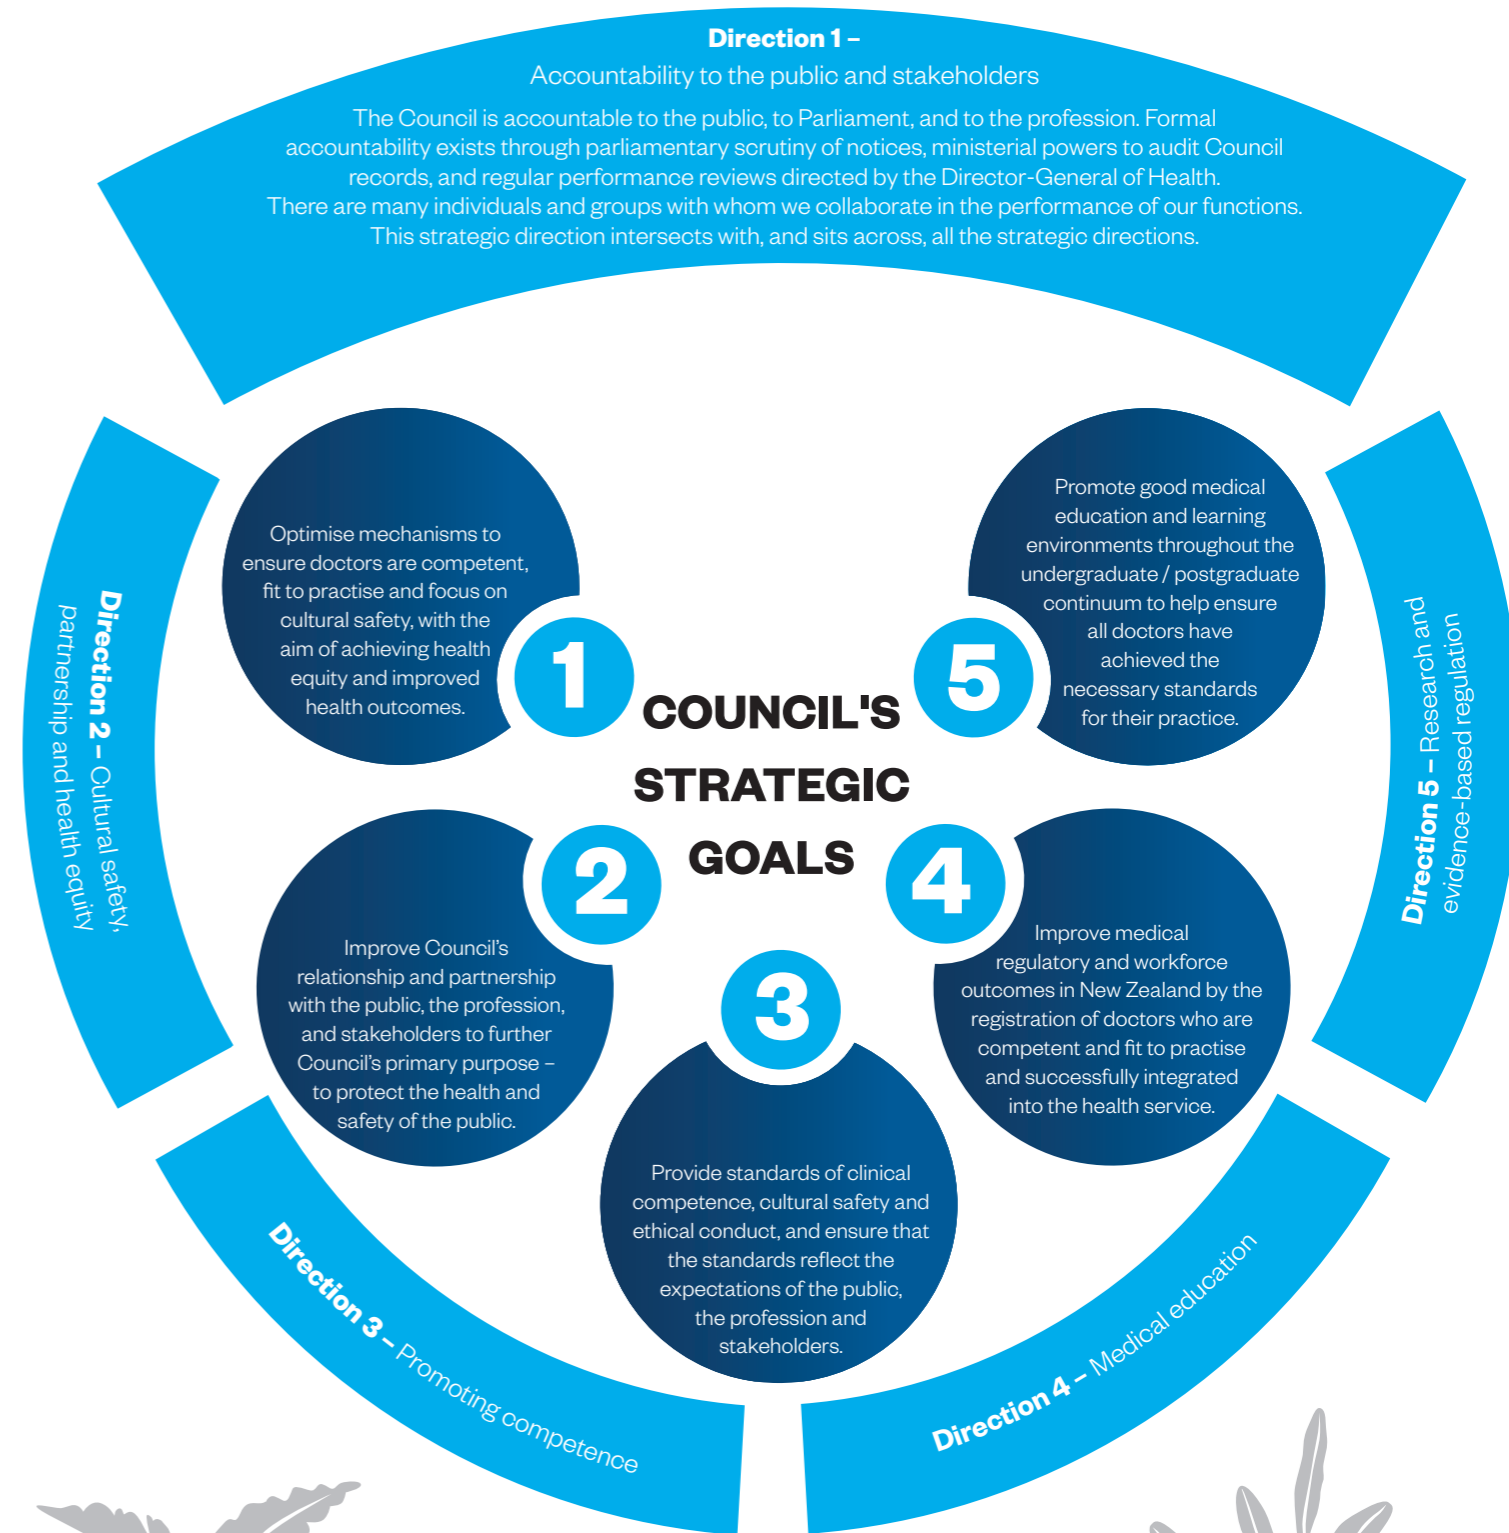 Direction 1 –
Accountability to the public and stakeholders
The Council is accountable to the public, to Parliament, and to the profession. Formal
accountability exists through parliamentary scrutiny of notices, ministerial powers to audit Council
records, and regular performance reviews directed by the Director-General of Health.
There are many individuals and groups with whom we collaborate in the performance of our functions.
This strategic direction intersects with, and sits across, all the strategic directions.
COUNCIL'S
STRATEGIC
GOALS
1
Optimise mechanisms to
ensure doctors are competent,
fit to practise and focus on
cultural safety, with the
aim of achieving health
equity and improved
health outcomes.
2
Improve Council’s
relationship and partnership
with the public, the profession,
and stakeholders to further
Council’s primary purpose –
to protect the health and
safety of the public.
3
Provide standards of clinical
competence, cultural safety and
ethical conduct, and ensure that
the standards reflect the
expectations of the public,
the profession and
stakeholders.
4
Improve medical
regulatory and workforce
outcomes in New Zealand by the
registration of doctors who are
competent and fit to practise
and successfully integrated
into the health service.
5
Promote good medical
education and learning
environments throughout the
undergraduate / postgraduate
continuum to help ensure
all doctors have
achieved the
necessary standards
for their practice.
Direction 2 – Cultural safety,
partnership and health equity
Direction 3 – Promoting competence
Direction 4 – Medical education
Direction 5 – Research and
evidence-based regulation